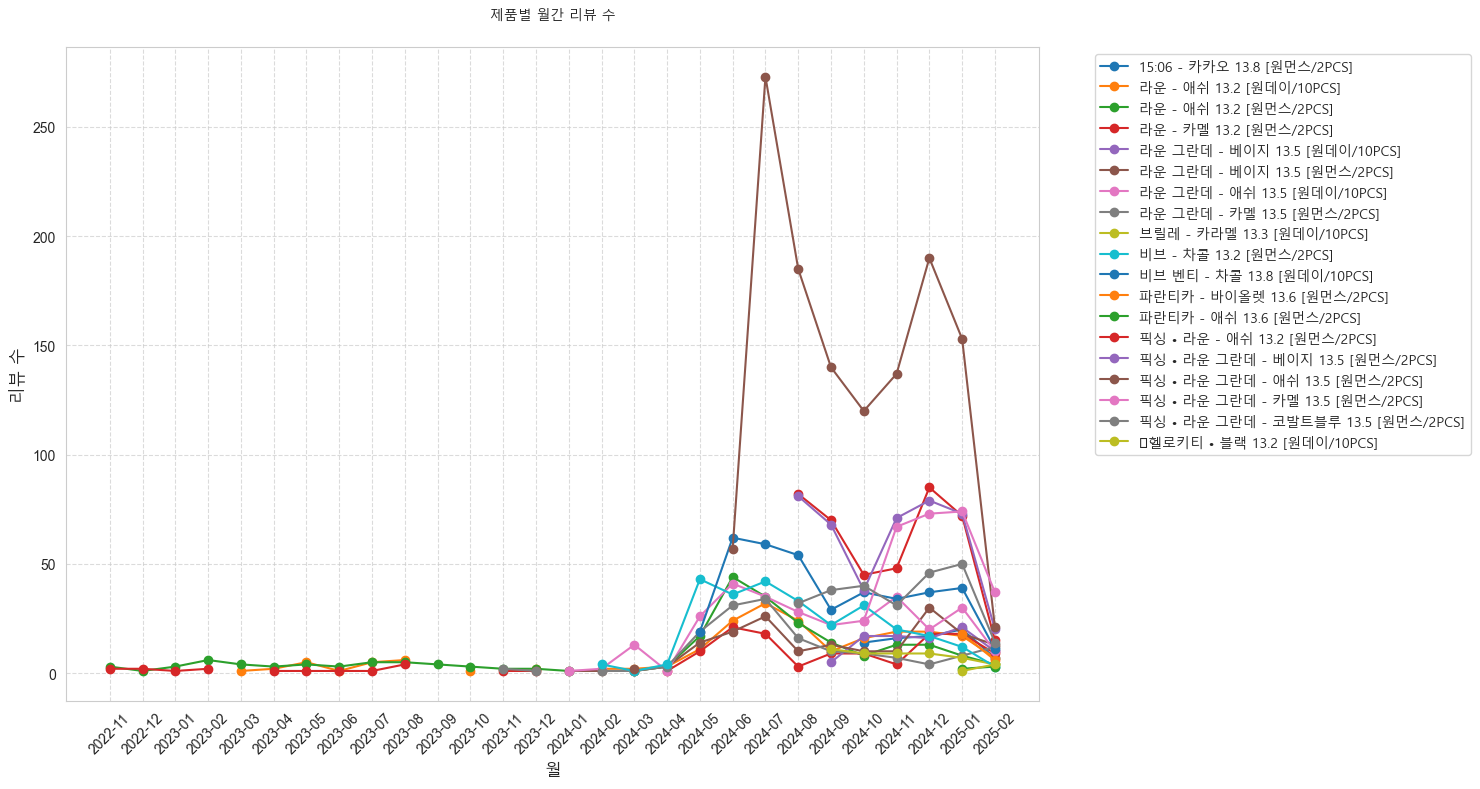 제품별 월간 리뷰 수
리뷰 수
250
200
150
100
50
0
2022-11
2022-12
2023-01
2023-02
2023-03
2023-04
2023-05
2023-06
2023-07
2023-08
2023-09
2023-10
2023-11
2023-12
2024-01
2024-02
2024-03
2024-04
2024-05
2024-06
2024-07
2024-08
2024-09
2024-10
2024-11
2024-12
2025-01
2025-02
월
15:06 - 카카오 13.8 [원먼스/2PCS]
라운 - 애쉬 13.2 [원데이/10PCS]
라운 - 애쉬 13.2 [원먼스/2PCS]
라운 - 카멜 13.2 [원먼스/2PCS]
라운 그란데 - 베이지 13.5 [원데이/10PCS]
라운 그란데 - 베이지 13.5 [원먼스/2PCS]
라운 그란데 - 애쉬 13.5 [원데이/10PCS]
라운 그란데 - 카멜 13.5 [원먼스/2PCS]
브릴레 - 카라멜 13.3 [원데이/10PCS]
비브 - 차콜 13.2 [원먼스/2PCS]
비브 벤티 - 차콜 13.8 [원데이/10PCS]
파란티카 - 바이올렛 13.6 [원먼스/2PCS]
파란티카 - 애쉬 13.6 [원먼스/2PCS]
픽싱 • 라운 - 애쉬 13.2 [원먼스/2PCS]
픽싱 • 라운 그란데 - 베이지 13.5 [원먼스/2PCS]
픽싱 • 라운 그란데 - 애쉬 13.5 [원먼스/2PCS]
픽싱 • 라운 그란데 - 카멜 13.5 [원먼스/2PCS]
픽싱 • 라운 그란데 - 코발트블루 13.5 [원먼스/2PCS]
헬로키티 • 블랙 13.2 [원데이/10PCS]